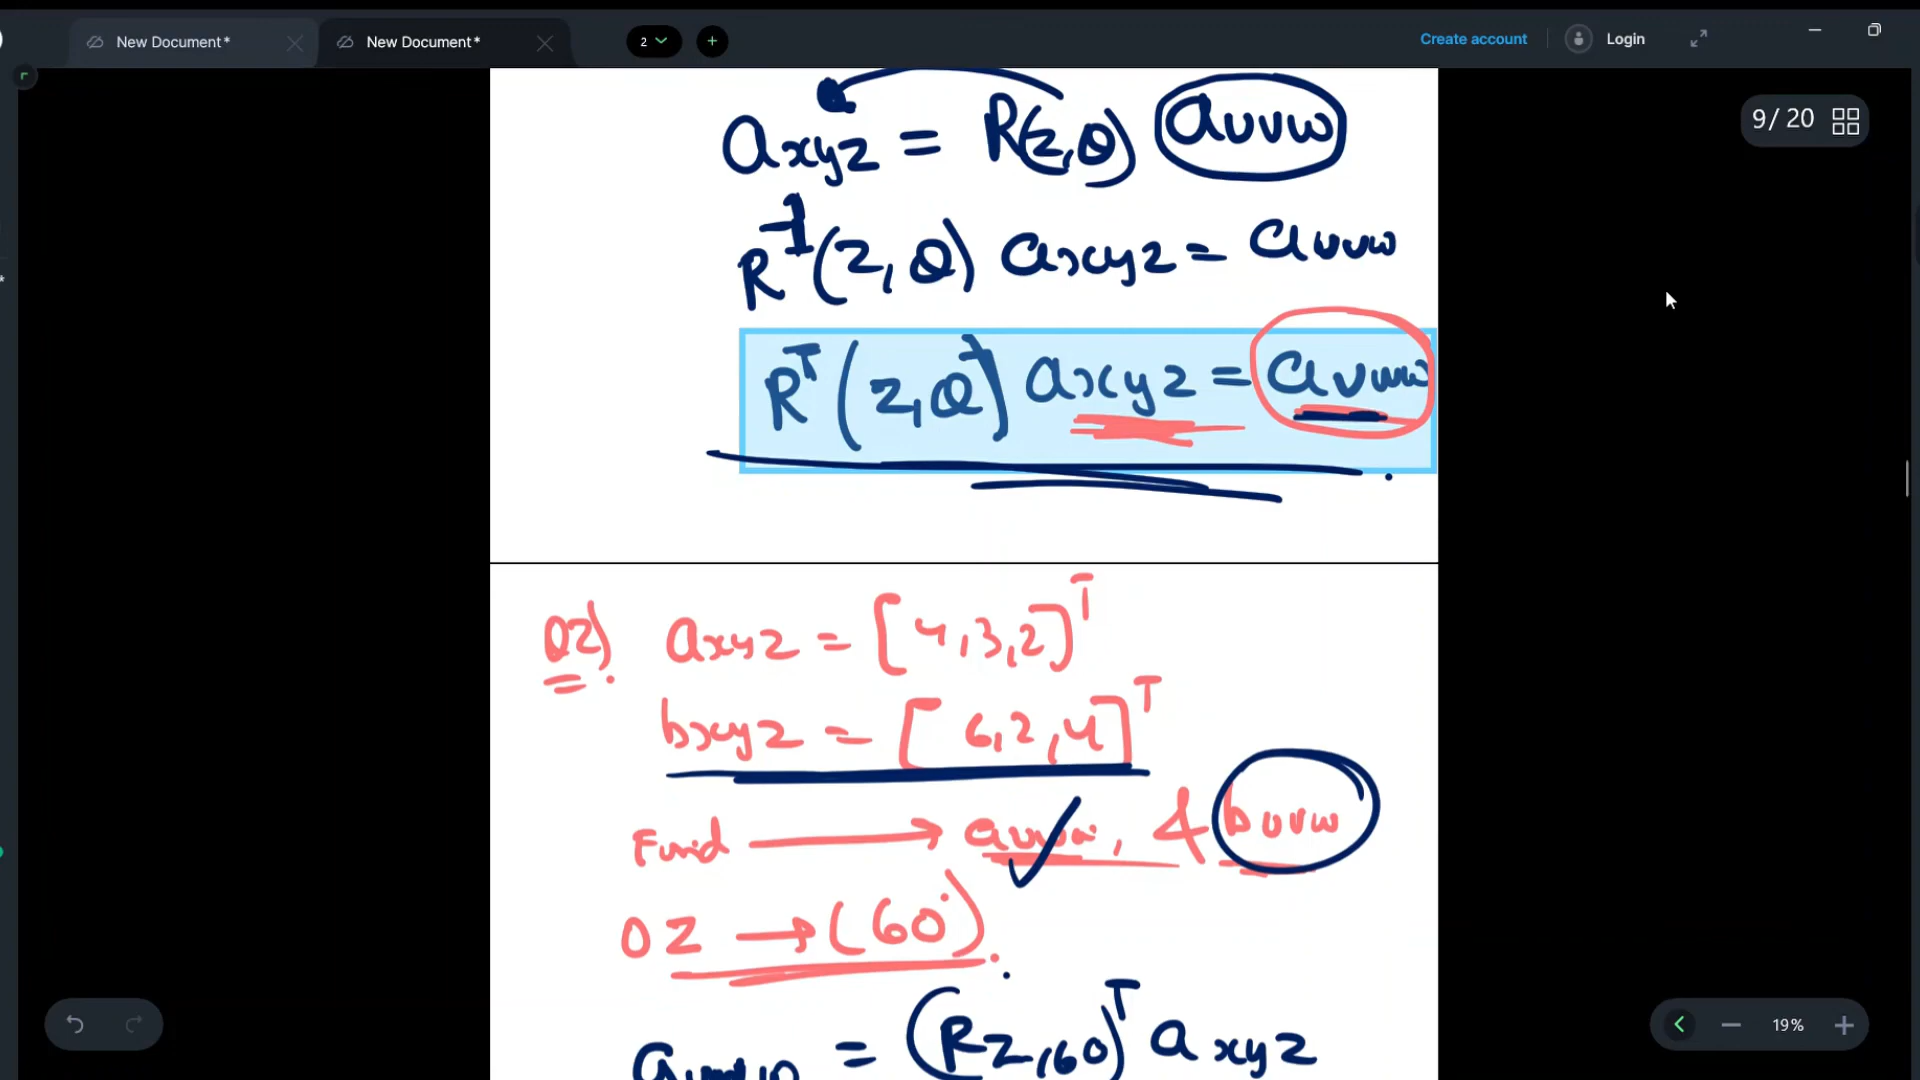 New Document* New Document* 2 + Create account Login
9/ 20
axyz = R(z,θ) auvw
R⁻¹(z, θ) axyz = auvw
Rᵀ(z,θ) axyz = auvw
Q2). axyz = [4,3,2]ᵀ
bxyz = [6,2,4]ᵀ
Find → auvw, & buvw
OZ → (60°).
auvw = (Rz,60)ᵀ axyz
19%